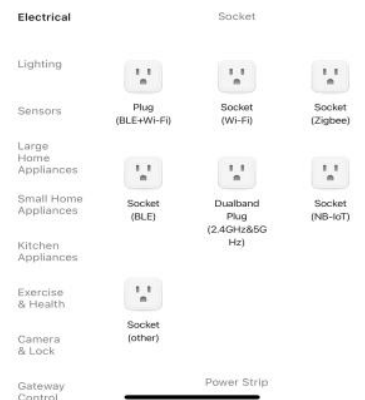 Electrical
Lighting
Sensors
Large
Home
Appliances
Small Home
Appliances
Kitchen
Appliances
Exercise
& Health
Camera
& Lock
Gateway
Control
Socket
Plug
(BLE+Wi-Fi)
Socket
(Wi-Fi)
Socket
(Zigbee)
Socket
(BLE)
Dualband
Plug
(2.4GHz&5G
Hz)
Socket
(NB-IoT)
Socket
(other)
Power Strip